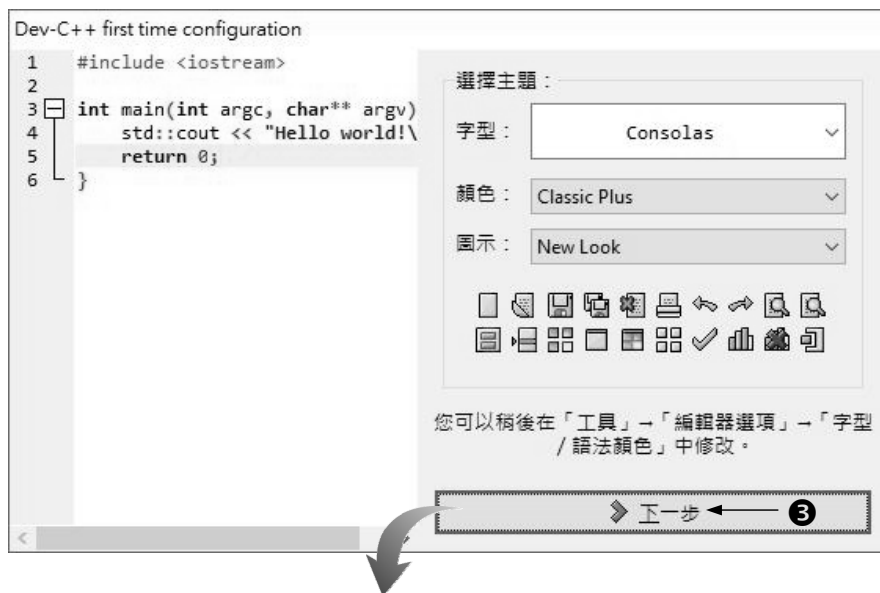 Dev-C++ first time configuration
1 #include <iostream>
2
3 int main(int argc, char** argv)
4 std::cout << "Hello world!\
5 return 0;
6 }
選擇主題：
字型： Consolas
顏色： Classic Plus
圖示： New Look
您可以稍後在「工具」→「編輯器選項」→「字型
/ 語法顏色」中修改。
下一步 ❸